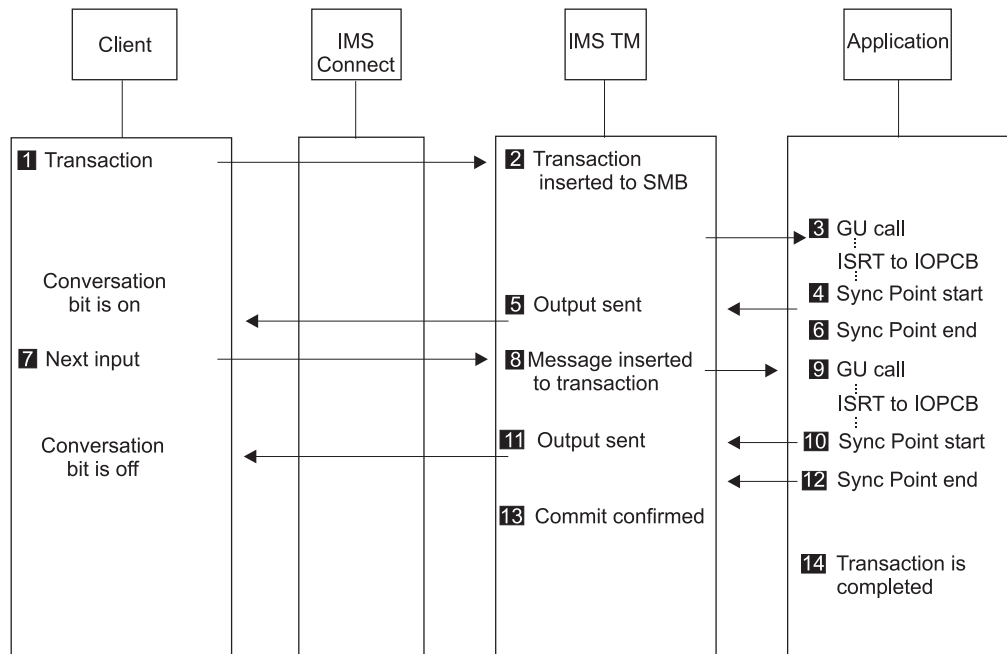 Client
IMS
Connect
IMS TM
Application
1 Transaction
2 Transaction
inserted to SMB
3 GU call
ISRT to IOPCB
Conversation
bit is on
4 Sync Point start
5 Output sent
6 Sync Point end
7 Next input
8 Message inserted
to transaction
9 GU call
ISRT to IOPCB
Conversation
bit is off
10 Sync Point start
11 Output sent
12 Sync Point end
13 Commit confirmed
14 Transaction is
completed